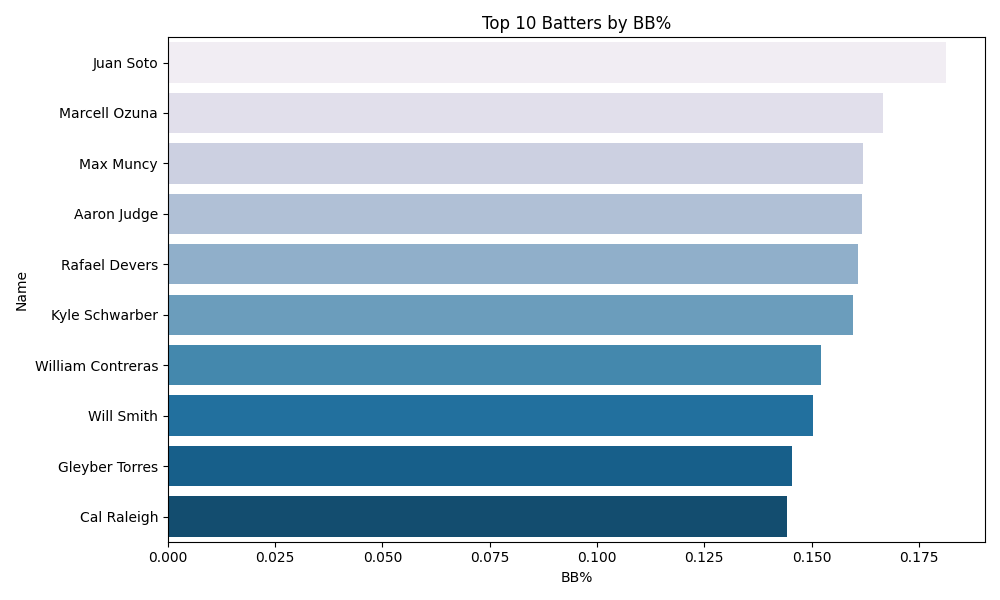 Top 10 Batters by BB%
Name
Juan Soto
Marcell Ozuna
Max Muncy
Aaron Judge
Rafael Devers
Kyle Schwarber
William Contreras
Will Smith
Gleyber Torres
Cal Raleigh
0.000 0.025 0.050 0.075 0.100 0.125 0.150 0.175
BB%